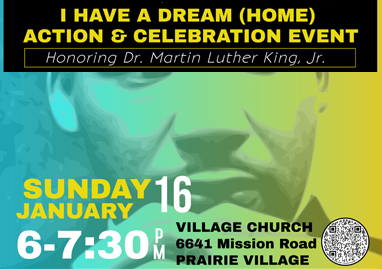 I HAVE A DREAM (HOME)
ACTION & CELEBRATION EVENT
Honoring Dr. Martin Luther King, Jr.
SUNDAY 16
JANUARY
6-7:30 PM
VILLAGE CHURCH
6641 Mission Road
PRAIRIE VILLAGE